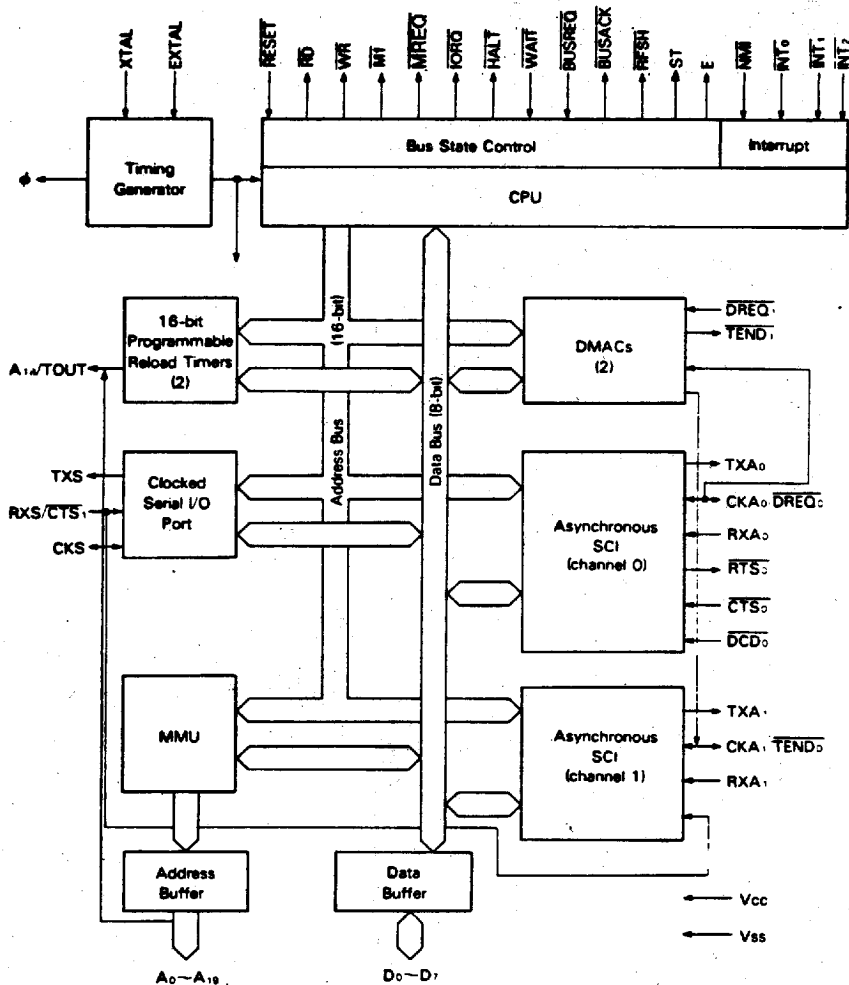 XTAL
EXTAL
RESET
RD
WR
M1
MREQ
IORQ
HALT
WAIT
BUSREQ
BUSACK
RFSH
ST
E
NMI
INT₀
INT₁
INT₂
Timing
Generator
ϕ
Bus State Control
Interrupt
CPU
16-bit
Programmable
Reload Timers
(2)
A₁₈/TOUT
Address Bus (16-bit)
Data Bus (8-bit)
DMACs
(2)
DREQ₁
TEND₁
TXS
RXS/CTS₁
CKS
Clocked
Serial I/O
Port
Asynchronous
SCI
(channel 0)
TXA₀
CKA₀ DREQ₀
RXA₀
RTS₀
CTS₀
DCD₀
MMU
Asynchronous
SCI
(channel 1)
TXA₁
CKA₁ TEND₀
RXA₁
Address
Buffer
Data
Buffer
Vcc
Vss
A₀~A₁₉
D₀~D₇